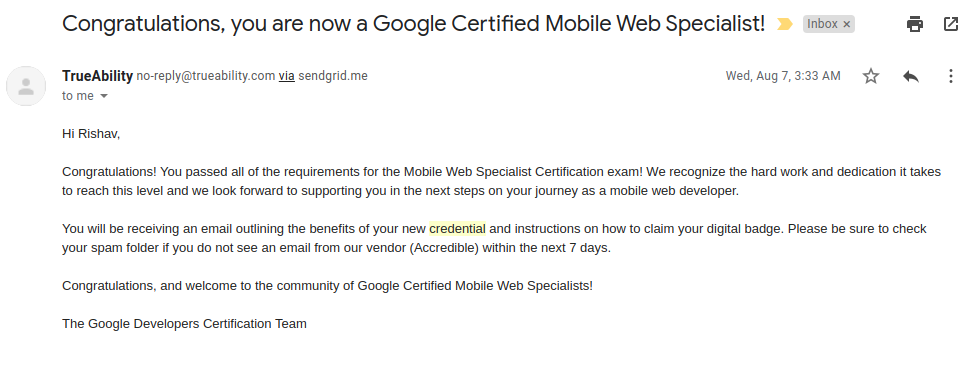 Congratulations, you are now a Google Certified Mobile Web Specialist! Inbox ×
TrueAbility no-reply@trueability.com via sendgrid.me Wed, Aug 7, 3:33 AM
to me
Hi Rishav,
Congratulations! You passed all of the requirements for the Mobile Web Specialist Certification exam! We recognize the hard work and dedication it takes
to reach this level and we look forward to supporting you in the next steps on your journey as a mobile web developer.
You will be receiving an email outlining the benefits of your new credential and instructions on how to claim your digital badge. Please be sure to check
your spam folder if you do not see an email from our vendor (Accredible) within the next 7 days.
Congratulations, and welcome to the community of Google Certified Mobile Web Specialists!
The Google Developers Certification Team